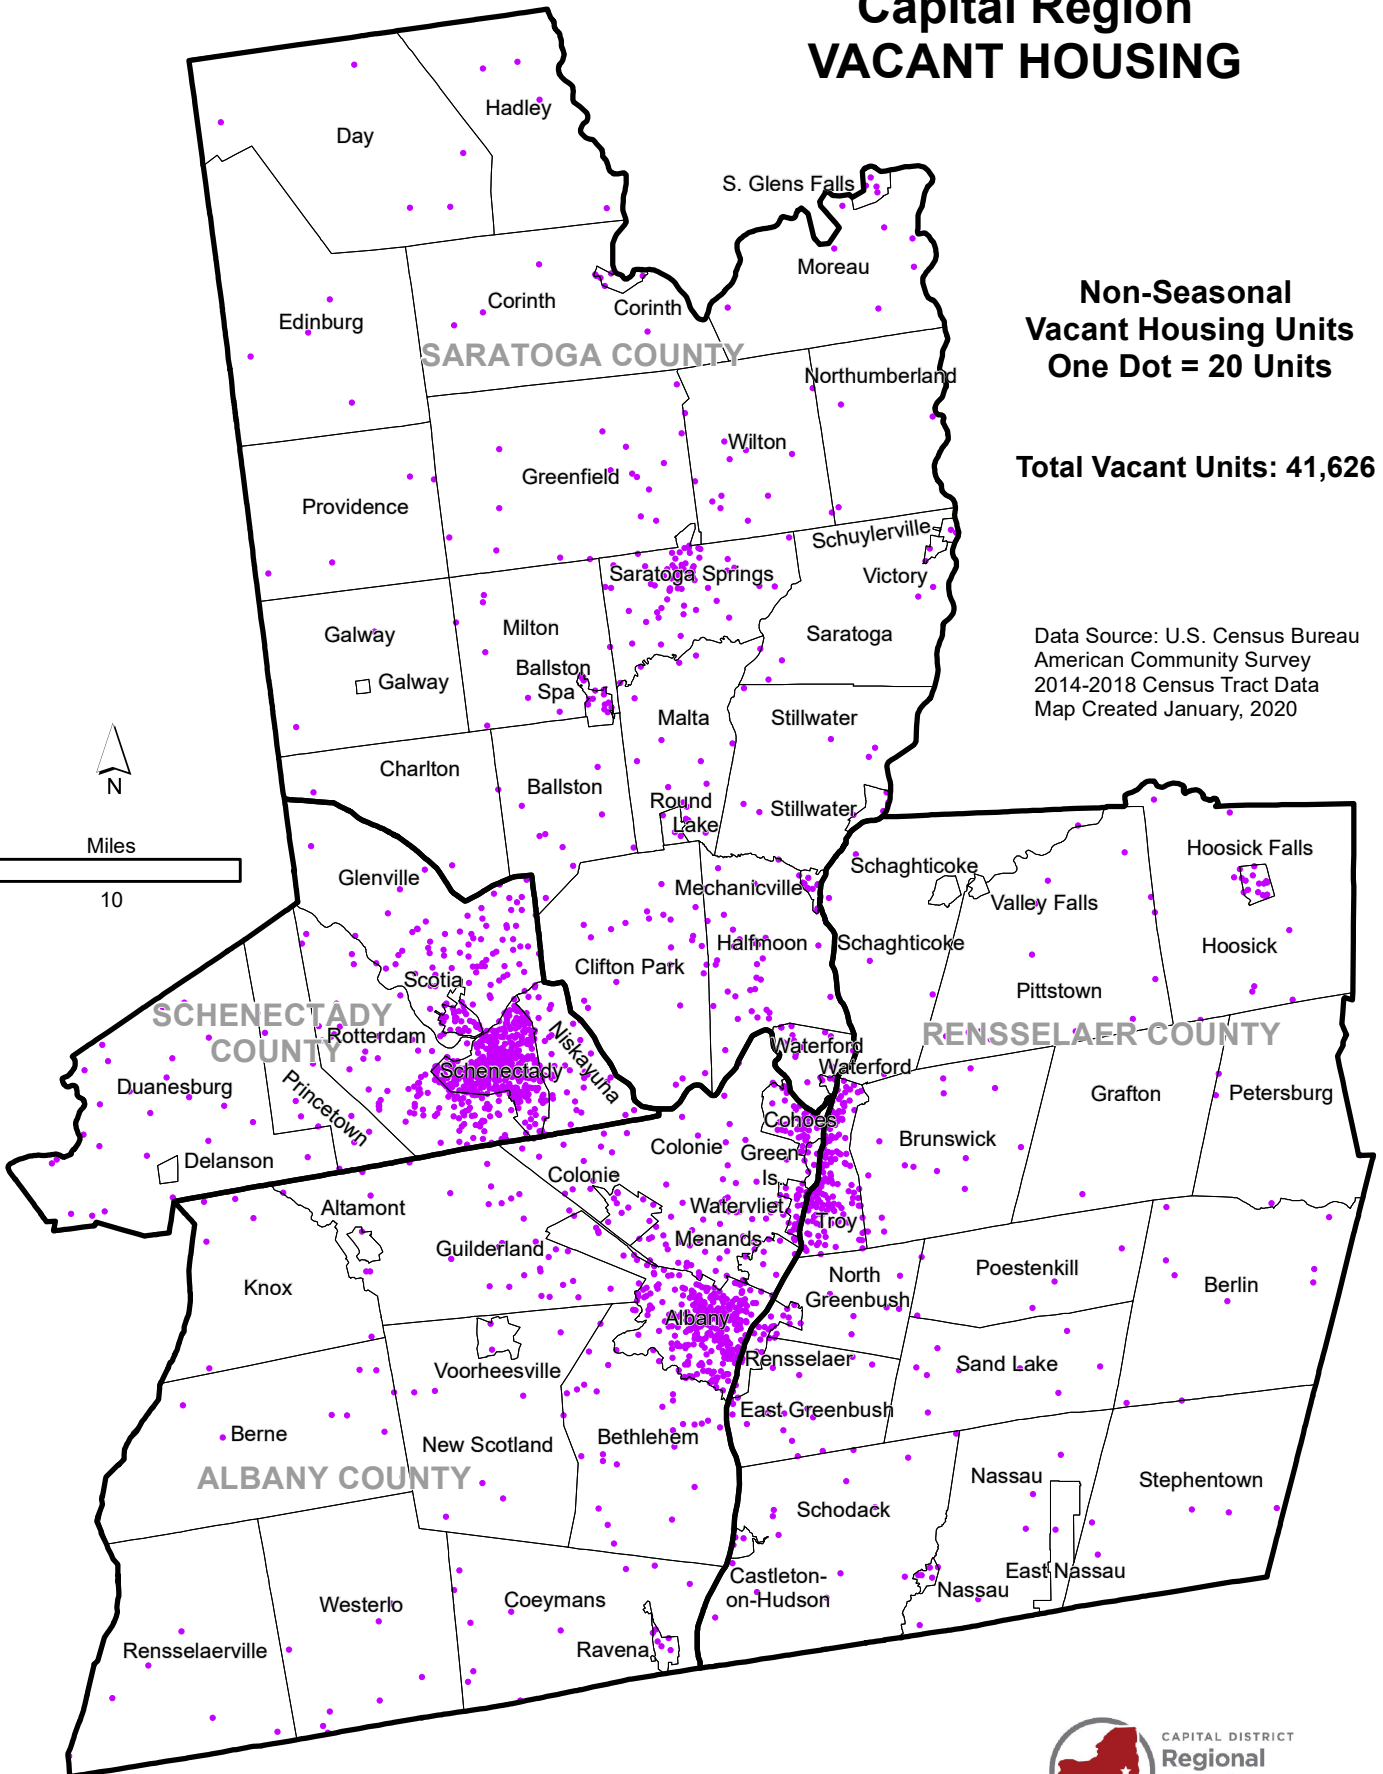 Capital Region
VACANT HOUSING
Hadley
Day
S. Glens Falls
Moreau
Corinth
Corinth
Edinburg
SARATOGA COUNTY
Non-Seasonal
Vacant Housing Units
One Dot = 20 Units
Northumberland
Wilton
Greenfield
Total Vacant Units: 41,626
Providence
Schuylerville
Saratoga Springs
Victory
Galway
Milton
Saratoga
Data Source: U.S. Census Bureau
American Community Survey
2014-2018 Census Tract Data
Map Created January, 2020
Ballston
Spa
Galway
Malta
Stillwater
N
Charlton
Ballston
Round
Lake
Stillwater
Miles
10
Glenville
Mechanicville
Schaghticoke
Hoosick Falls
Valley Falls
Halfmoon
Schaghticoke
Hoosick
Clifton Park
Scotia
Pittstown
SCHENECTADY
COUNTY
Rotterdam
Niskayuna
RENSSELAER COUNTY
Waterford
Waterford
Schenectady
Duanesburg
Princetown
Grafton
Petersburg
Cohoes
Brunswick
Colonie
Green
Is.
Delanson
Colonie
Altamont
Watervliet
Troy
Menands
Guilderland
North
Greenbush
Poestenkill
Knox
Berlin
Albany
Voorheesville
Rensselaer
Sand Lake
East Greenbush
Berne
New Scotland
Bethlehem
ALBANY COUNTY
Nassau
Stephentown
Schodack
Castleton-
on-Hudson
East Nassau
Nassau
Westerlo
Coeymans
Rensselaerville
Ravena
CAPITAL DISTRICT
Regional